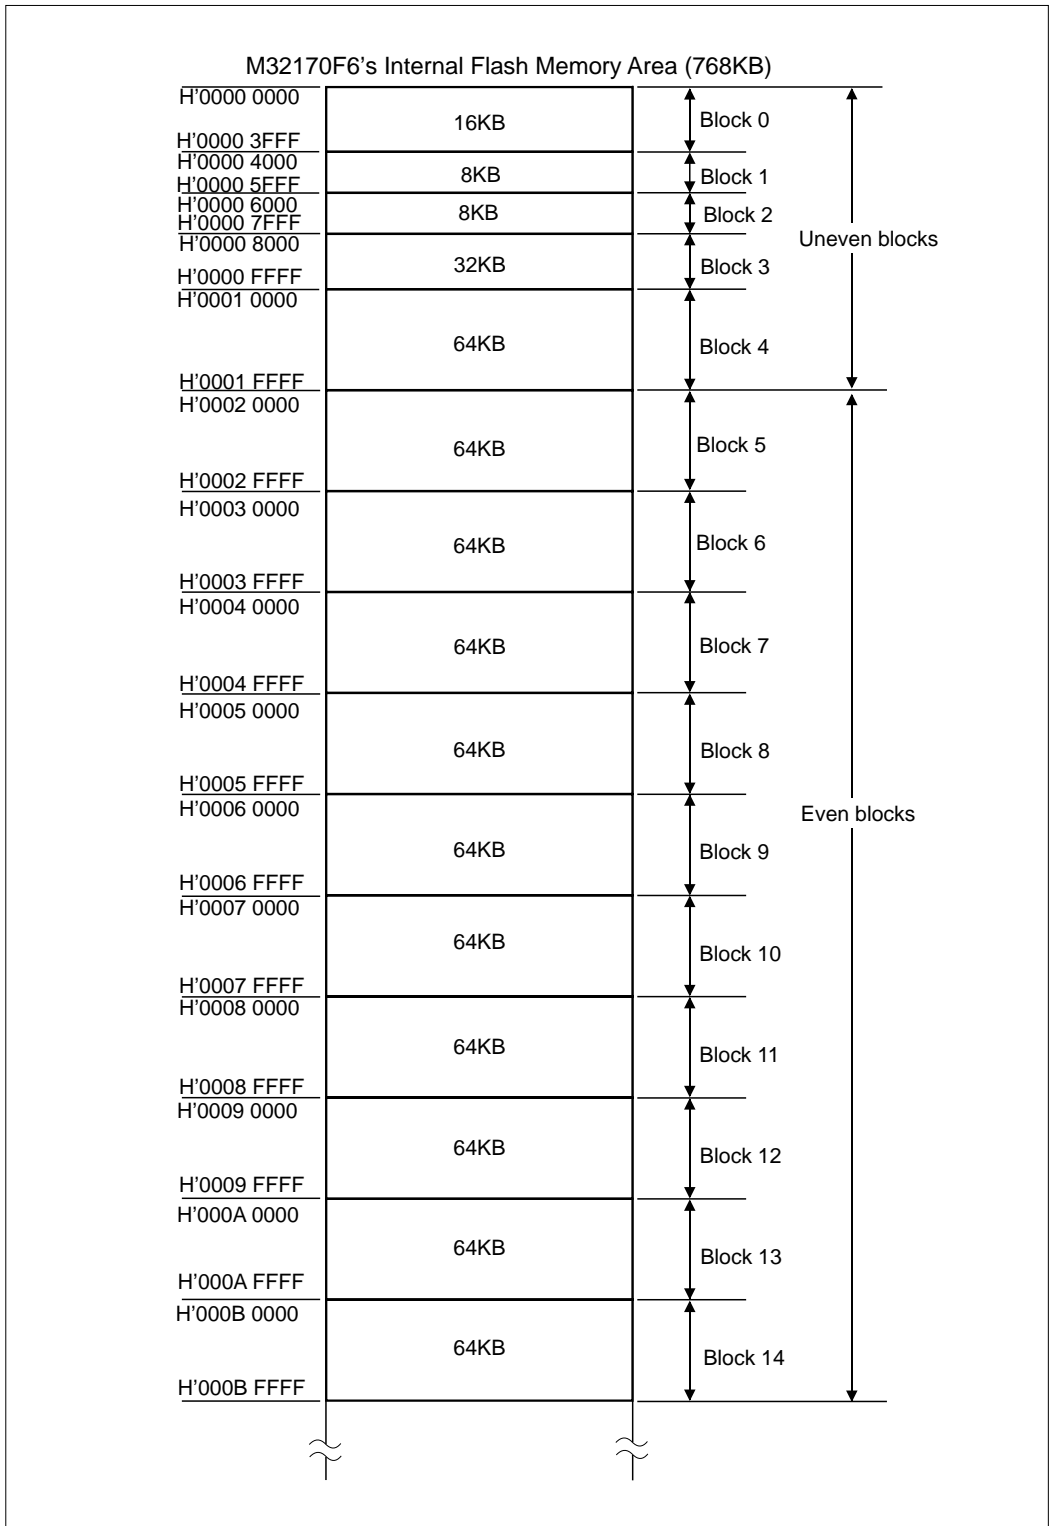 M32170F6's Internal Flash Memory Area (768KB)
H'0000 0000
16KB
Block 0
H'0000 3FFF
H'0000 4000
8KB
Block 1
H'0000 5FFF
H'0000 6000
8KB
Block 2
H'0000 7FFF
H'0000 8000
Uneven blocks
32KB
Block 3
H'0000 FFFF
H'0001 0000
64KB
Block 4
H'0001 FFFF
H'0002 0000
64KB
Block 5
H'0002 FFFF
H'0003 0000
64KB
Block 6
H'0003 FFFF
H'0004 0000
64KB
Block 7
H'0004 FFFF
H'0005 0000
64KB
Block 8
H'0005 FFFF
H'0006 0000
Even blocks
64KB
Block 9
H'0006 FFFF
H'0007 0000
64KB
Block 10
H'0007 FFFF
H'0008 0000
64KB
Block 11
H'0008 FFFF
H'0009 0000
64KB
Block 12
H'0009 FFFF
H'000A 0000
64KB
Block 13
H'000A FFFF
H'000B 0000
64KB
Block 14
H'000B FFFF